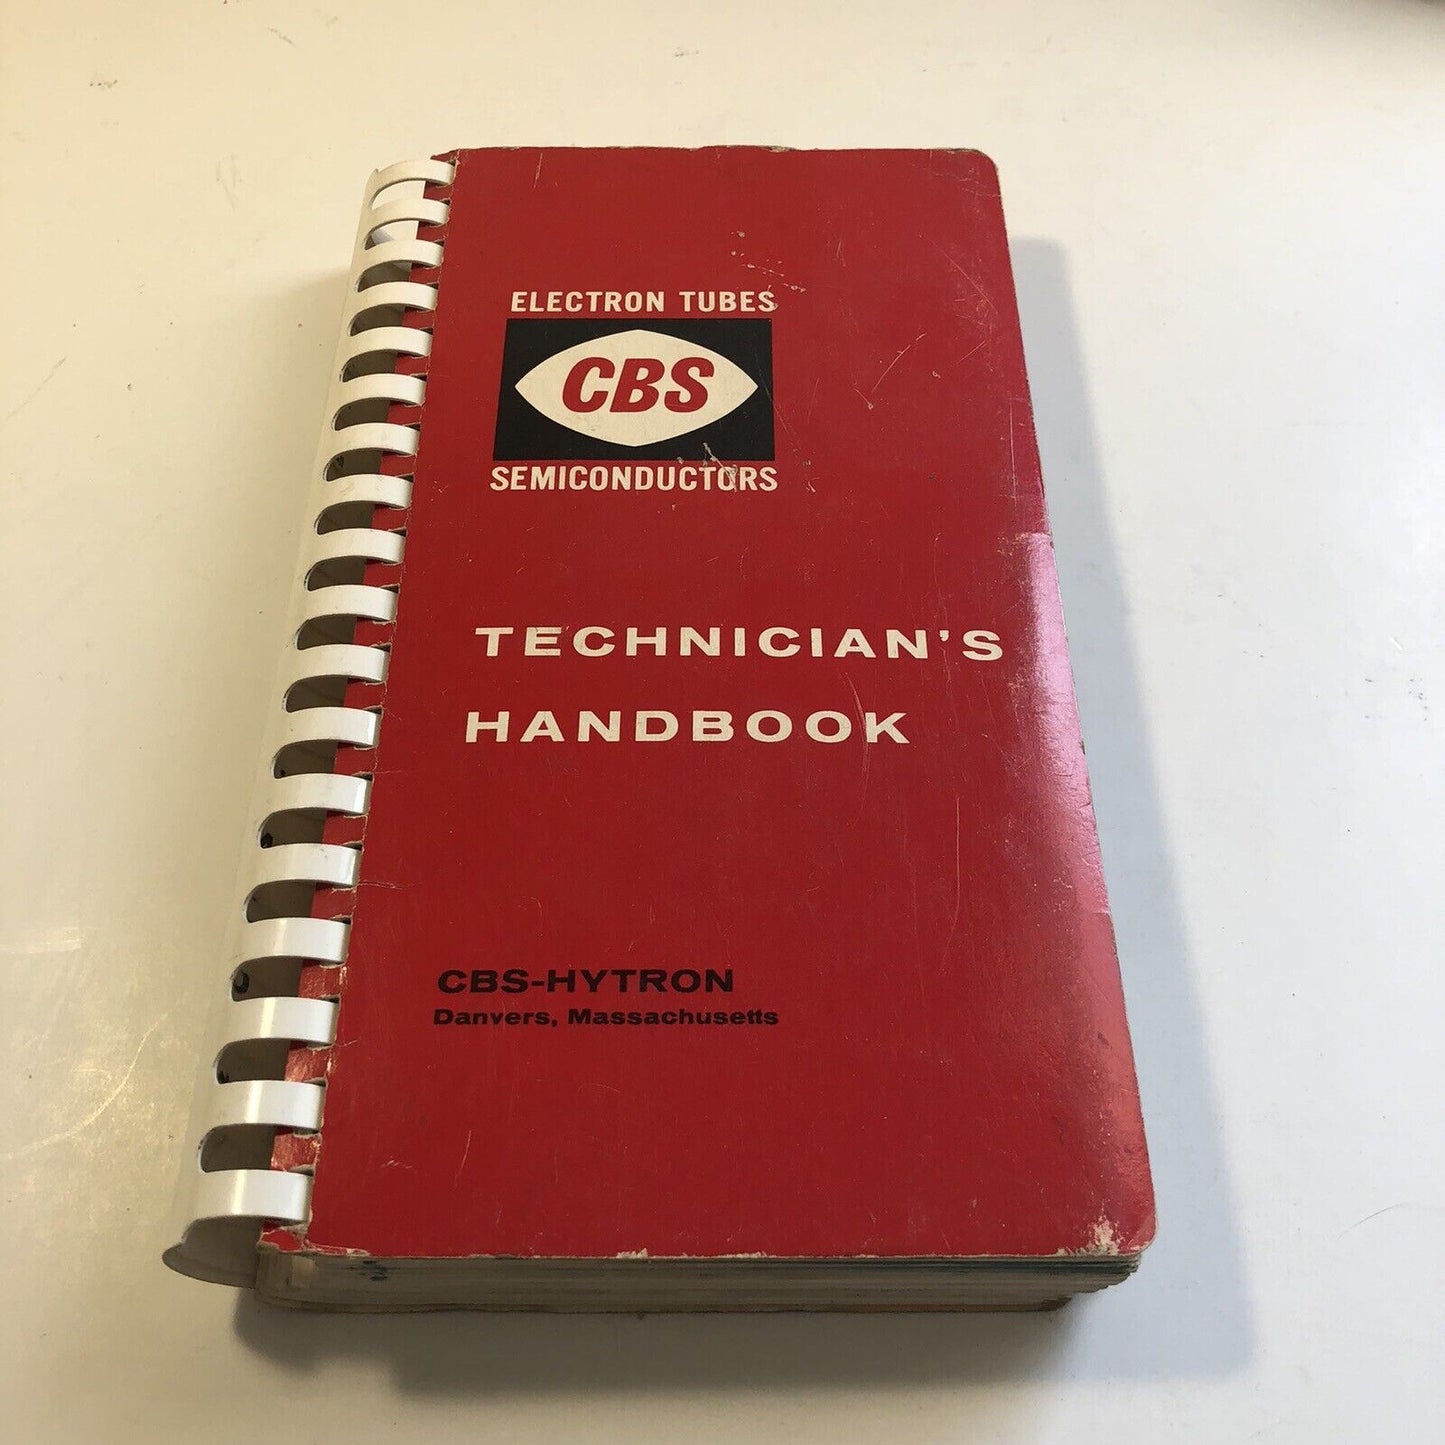 ELECTRON TUBES
CBS
SEMICONDUCTORS
TECHNICIAN'S
HANDBOOK
CBS-HYTRON
Danvers, Massachusetts